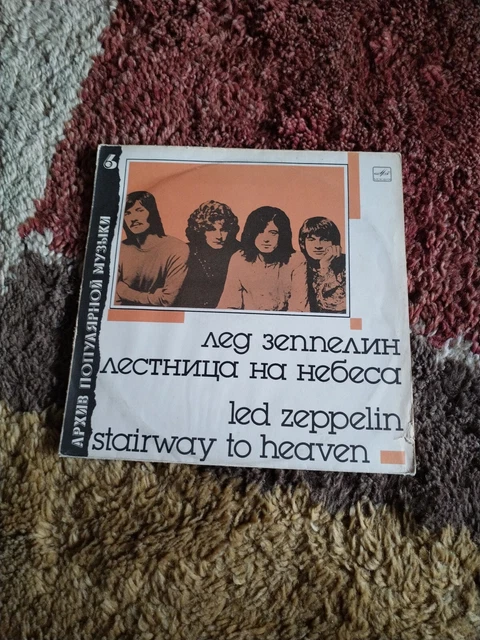 6
АРХИВ ПОПУЛЯРНОЙ МУЗЫКИ
лед зеппелин
лестница на небеса
led zeppelin
stairway to heaven